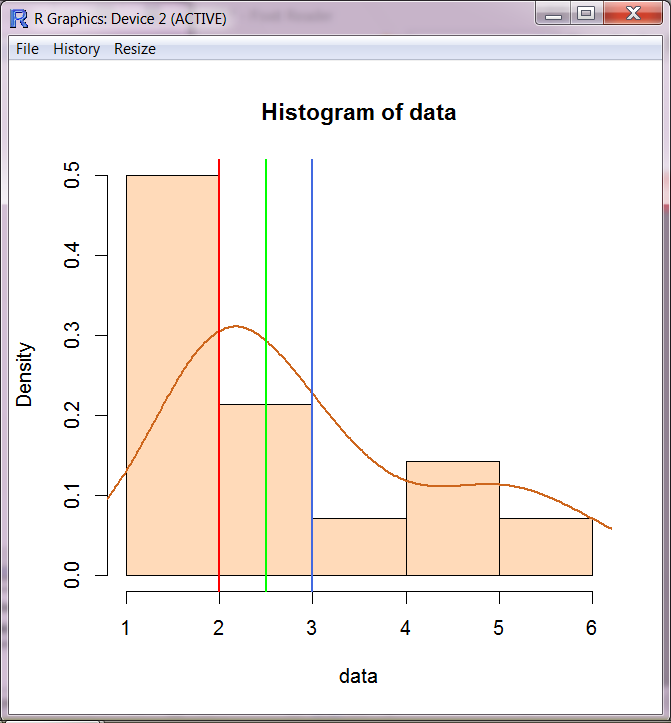 R Graphics: Device 2 (ACTIVE)
File History Resize
Histogram of data
Density
0.5
0.4
0.3
0.2
0.1
0.0
1 2 3 4 5 6
data